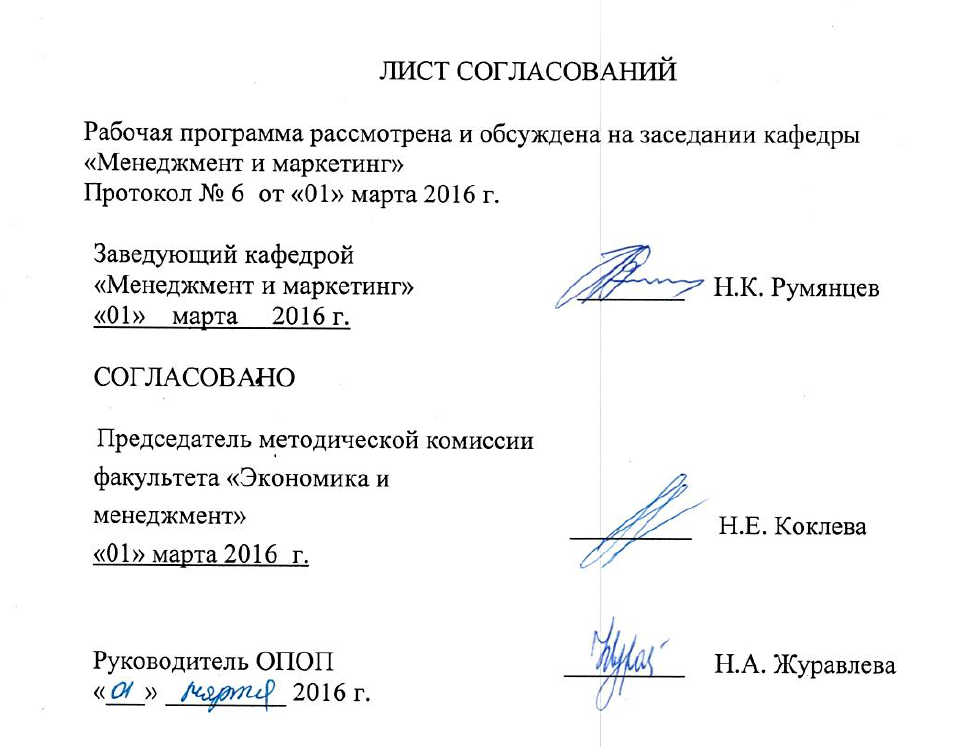 ЛИСТ СОГЛАСОВАНИЙ
Рабочая программа рассмотрена и обсуждена на заседании кафедры
«Менеджмент и маркетинг»
Протокол № 6 от «01» марта 2016 г.
Заведующий кафедрой
«Менеджмент и маркетинг» Н.К. Румянцев
«01» марта 2016 г.
СОГЛАСОВАНО
Председатель методической комиссии
факультета «Экономика и
менеджмент» Н.Е. Коклева
«01» марта 2016 г.
Руководитель ОПОП Н.А. Журавлева
«01» марта 2016 г.